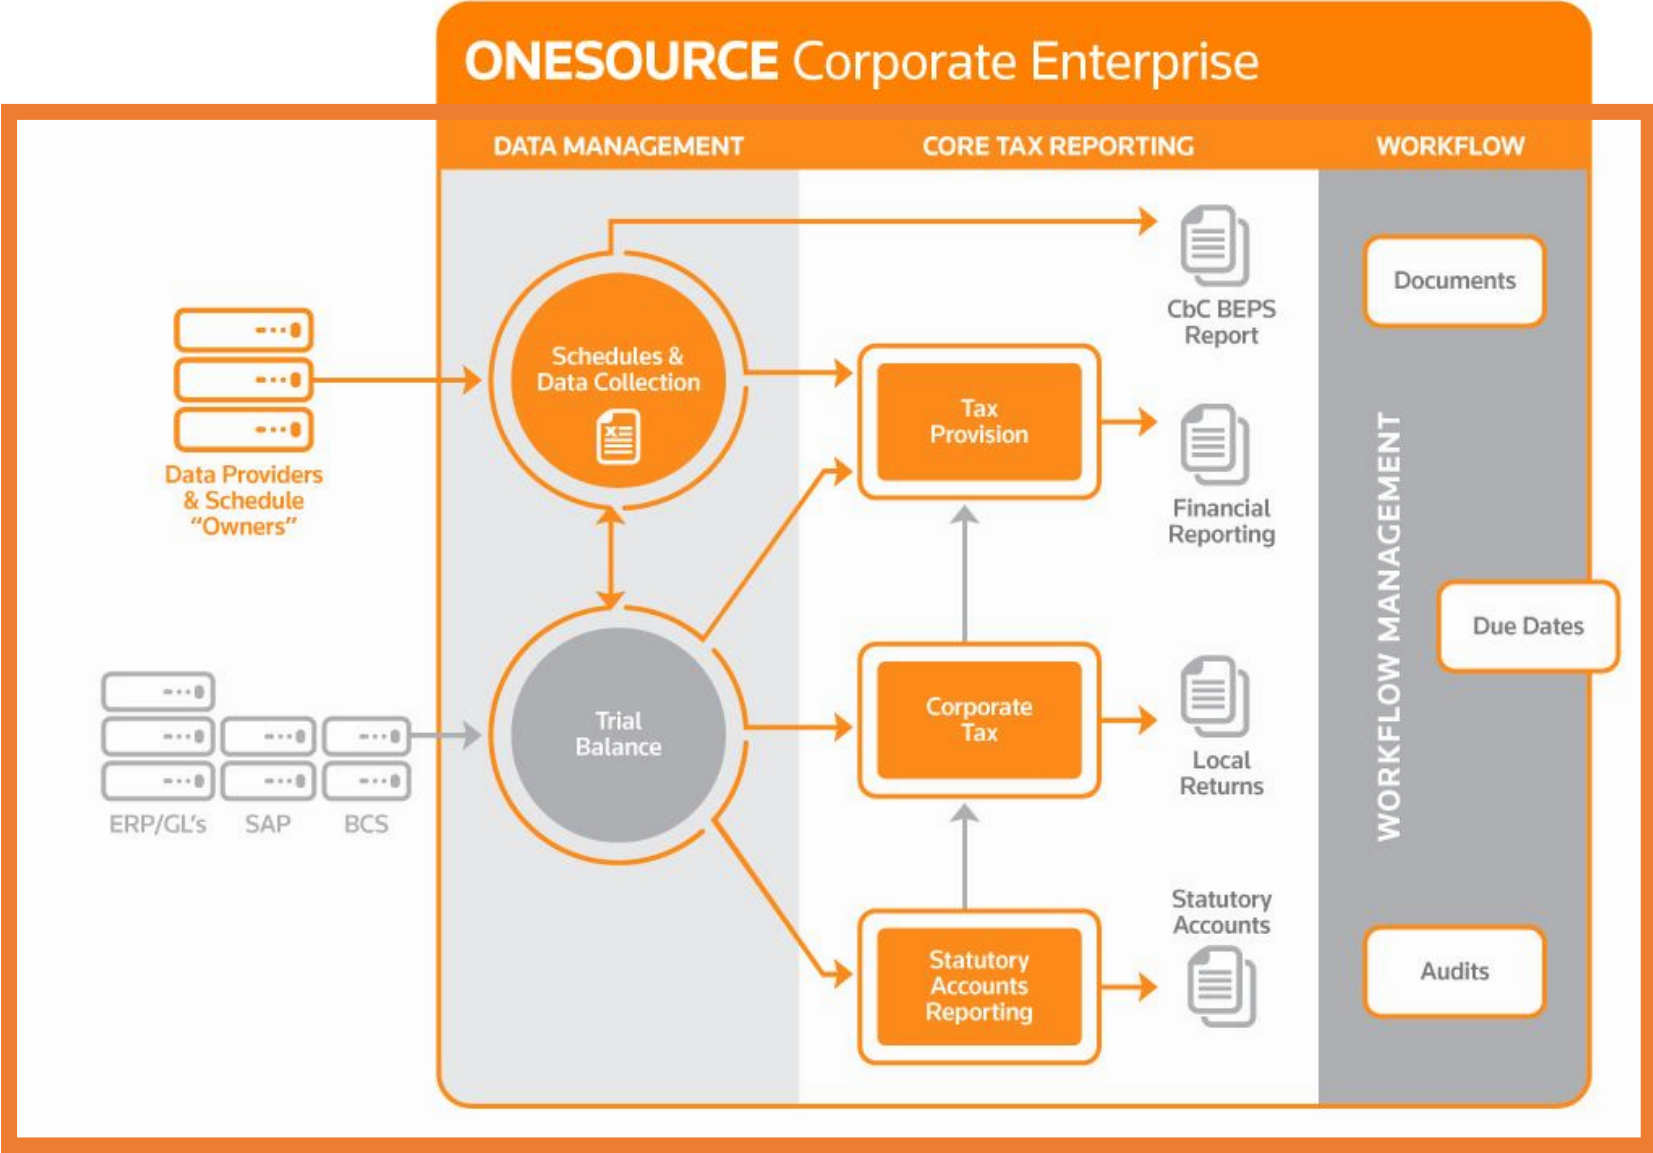 ONESOURCE Corporate Enterprise
DATA MANAGEMENT
CORE TAX REPORTING
WORKFLOW
Data Providers
& Schedule
“Owners”
ERP/GL’s
SAP
BCS
Schedules &
Data Collection
Trial
Balance
Tax
Provision
Corporate
Tax
Statutory
Accounts
Reporting
CbC BEPS
Report
Financial
Reporting
Local
Returns
Statutory
Accounts
WORKFLOW MANAGEMENT
Documents
Due Dates
Audits